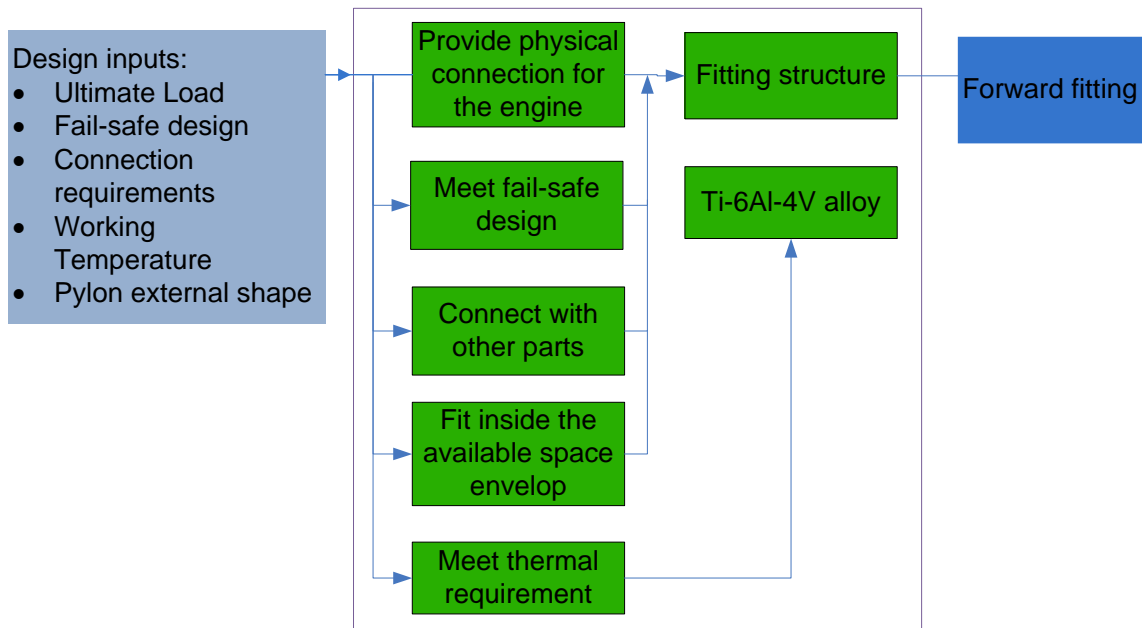 Design inputs:
• Ultimate Load
• Fail-safe design
• Connection
requirements
• Working
Temperature
• Pylon external shape
Provide physical
connection for
the engine
Meet fail-safe
design
Connect with
other parts
Fit inside the
available space
envelop
Meet thermal
requirement
Fitting structure
Ti-6Al-4V alloy
Forward fitting